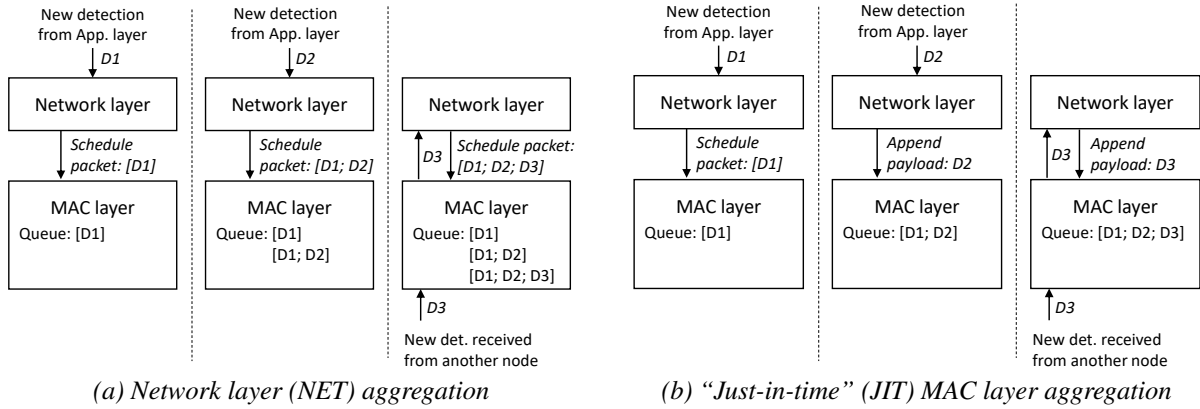 New detection
from App. layer
D1
Network layer
Schedule
packet: [D1]
MAC layer
Queue: [D1]
New detection
from App. layer
D2
Network layer
Schedule
packet: [D1; D2]
MAC layer
Queue: [D1]
[D1; D2]
Network layer
D3
Schedule packet:
[D1; D2; D3]
MAC layer
Queue: [D1]
[D1; D2]
[D1; D2; D3]
D3
New det. received
from another node
(a) Network layer (NET) aggregation
New detection
from App. layer
D1
Network layer
Schedule
packet: [D1]
MAC layer
Queue: [D1]
New detection
from App. layer
D2
Network layer
Append
payload: D2
MAC layer
Queue: [D1; D2]
Network layer
D3
Append
payload: D3
MAC layer
Queue: [D1; D2; D3]
D3
New det. received
from another node
(b) “Just-in-time” (JIT) MAC layer aggregation